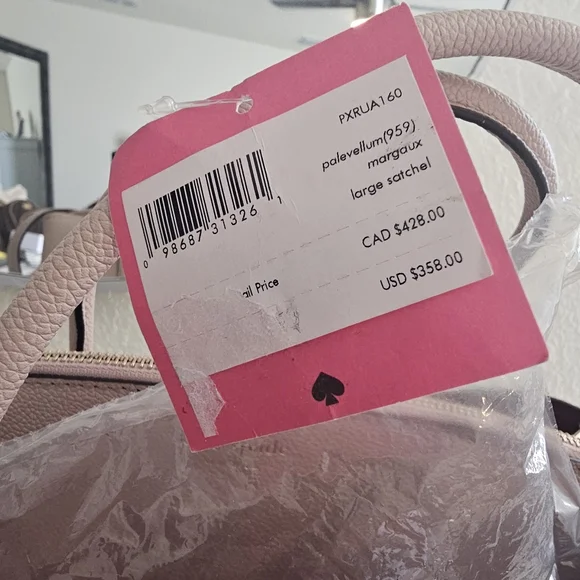 PXRUA160
palevellum(959)
margaux
large satchel
0 98687 31326 1
CAD $428.00
ail Price
USD $358.00